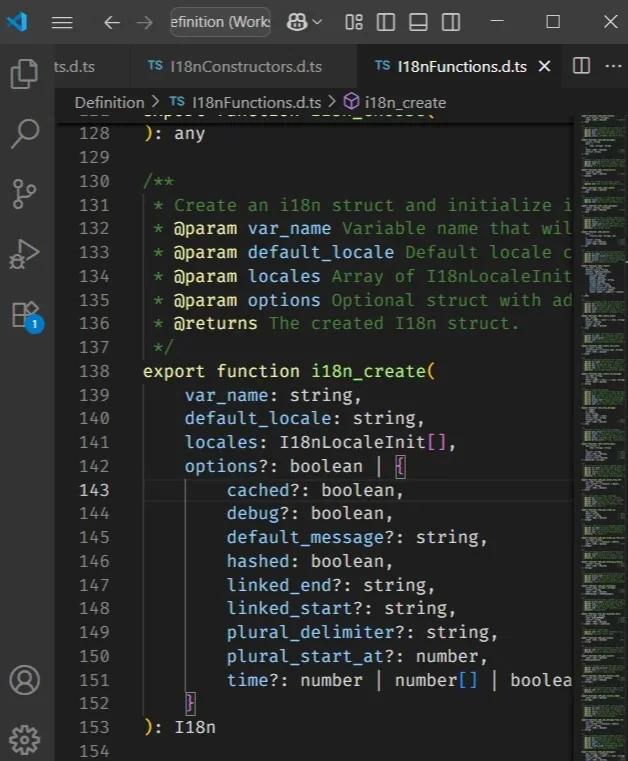 efinition (Works
ts.d.ts
TS I18nConstructors.d.ts
TS I18nFunctions.d.ts
Definition > TS I18nFunctions.d.ts > i18n_create
128 ): any
129
130 /**
131 * Create an i18n struct and initialize i
132 * @param var_name Variable name that wil
133 * @param default_locale Default locale c
134 * @param locales Array of I18nLocaleInit
135 * @param options Optional struct with ad
136 * @returns The created I18n struct.
137 */
138 export function i18n_create(
139 var_name: string,
140 default_locale: string,
141 locales: I18nLocaleInit[],
142 options?: boolean | {
143 cached?: boolean,
144 debug?: boolean,
145 default_message?: string,
146 hashed: boolean,
147 linked_end?: string,
148 linked_start?: string,
149 plural_delimiter?: string,
150 plural_start_at?: number,
151 time?: number | number[] | boolea
152 }
153 ): I18n
154
1